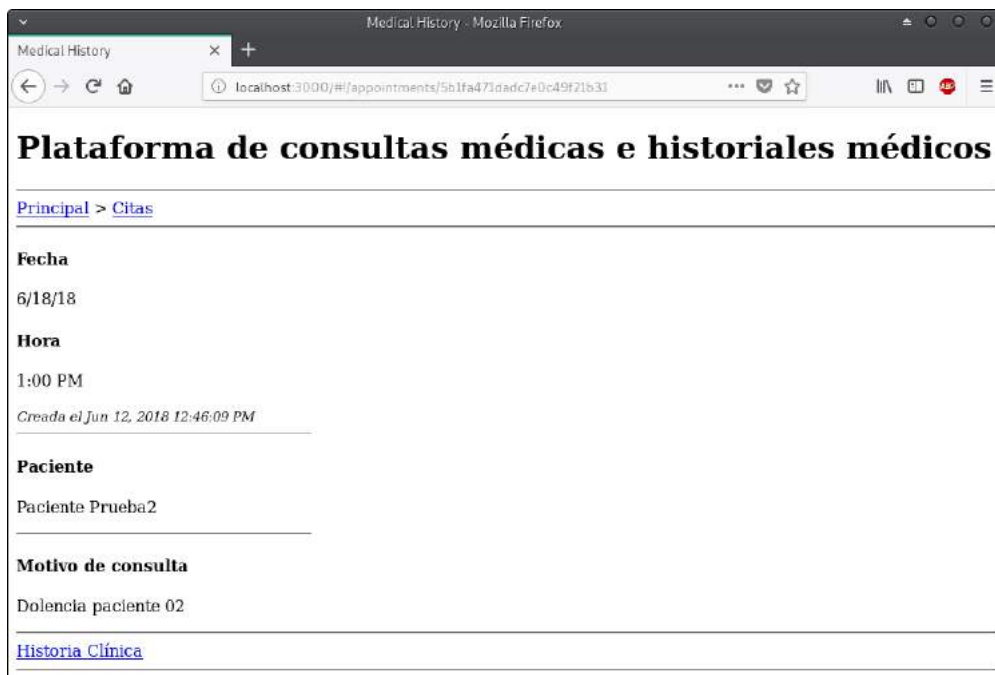 Medical History - Mozilla Firefox
Medical History
localhost:3000/#!/appointments/5b1fa471dadc7e0c49f21b31
Plataforma de consultas médicas e historiales médicos
Principal > Citas
Fecha
6/18/18
Hora
1:00 PM
Creada el Jun 12, 2018 12:46:09 PM
Paciente
Paciente Prueba2
Motivo de consulta
Dolencia paciente 02
Historia Clínica